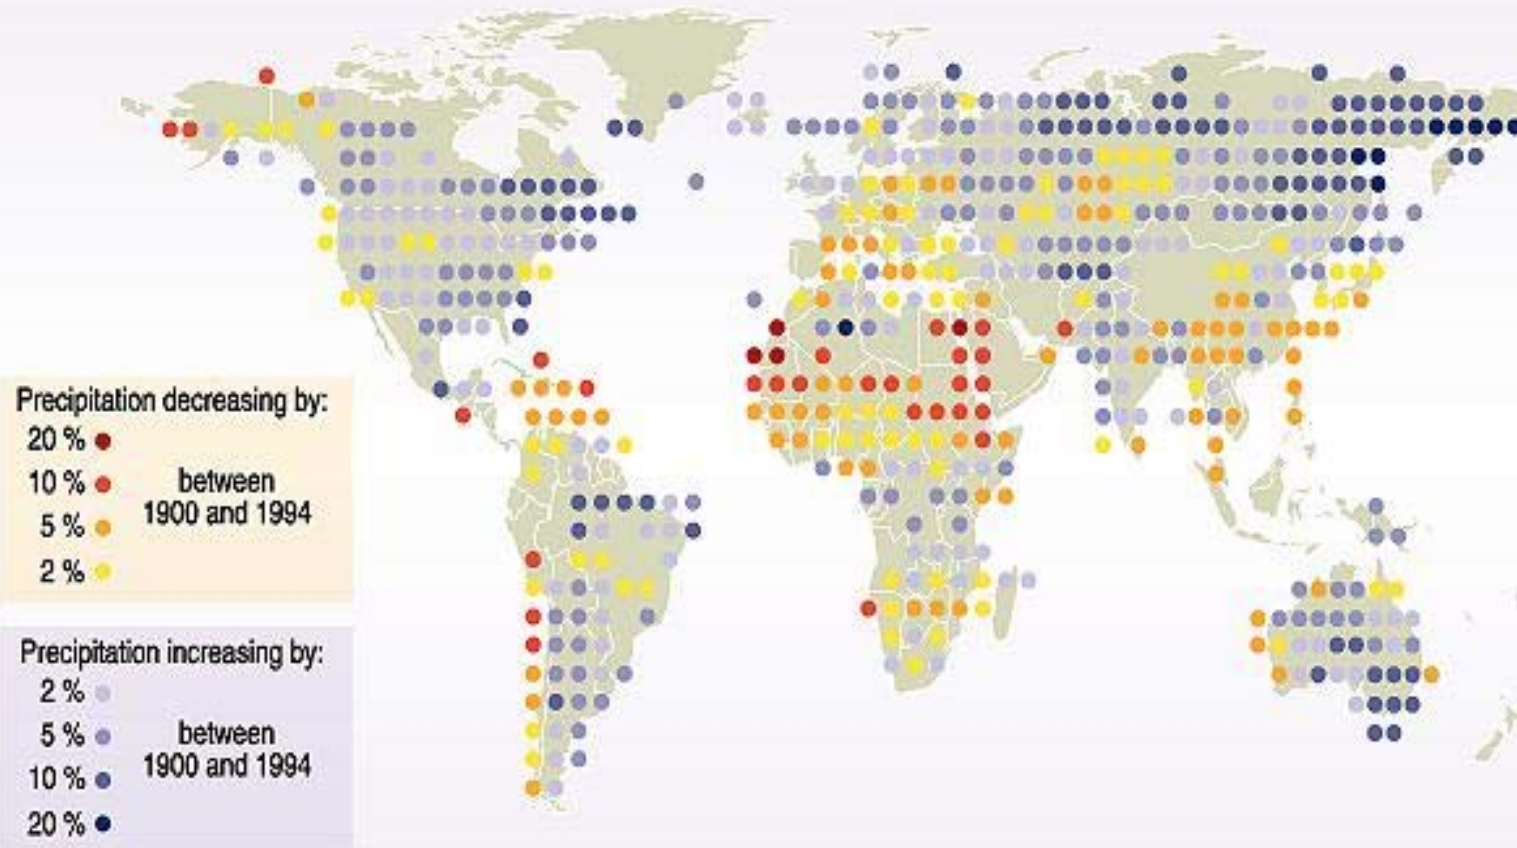 Precipitation decreasing by:
20 %
10 %
5 %
2 %
between
1900 and 1994
Precipitation increasing by:
2 %
5 %
10 %
20 %
between
1900 and 1994